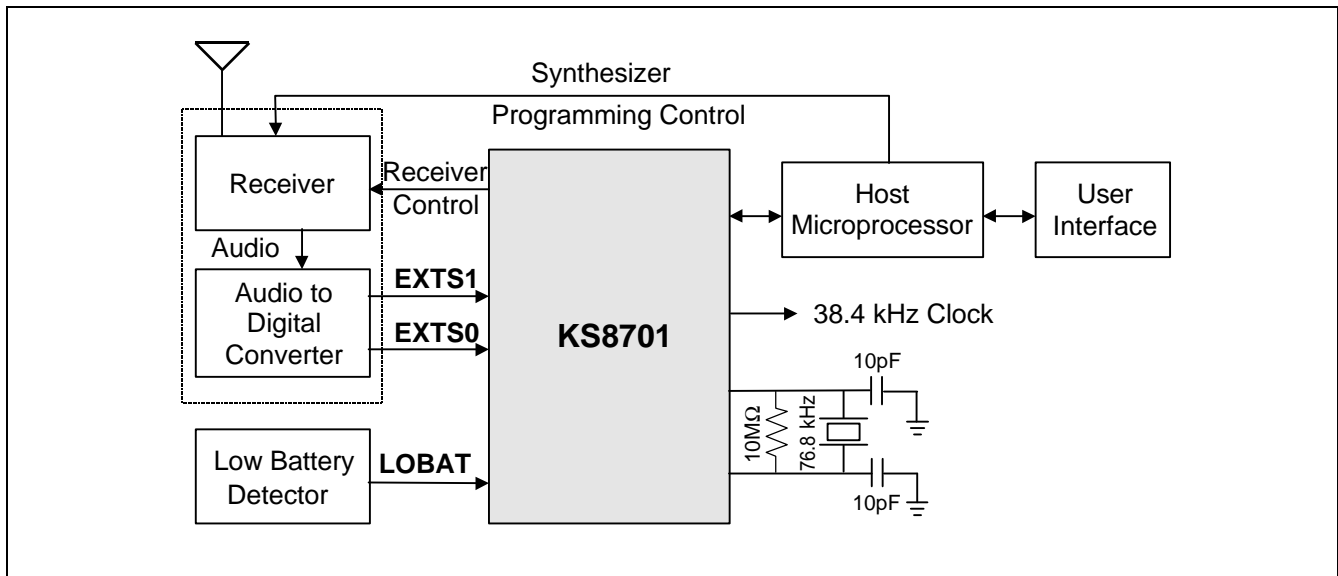 Synthesizer
Programming Control
Receiver
Receiver
Control
Host
Microprocessor
User
Interface
Audio
Audio to
Digital
Converter
EXTS1
EXTS0
KS8701
38.4 kHz Clock
10pF
10MΩ
76.8 kHz
10pF
Low Battery
Detector
LOBAT